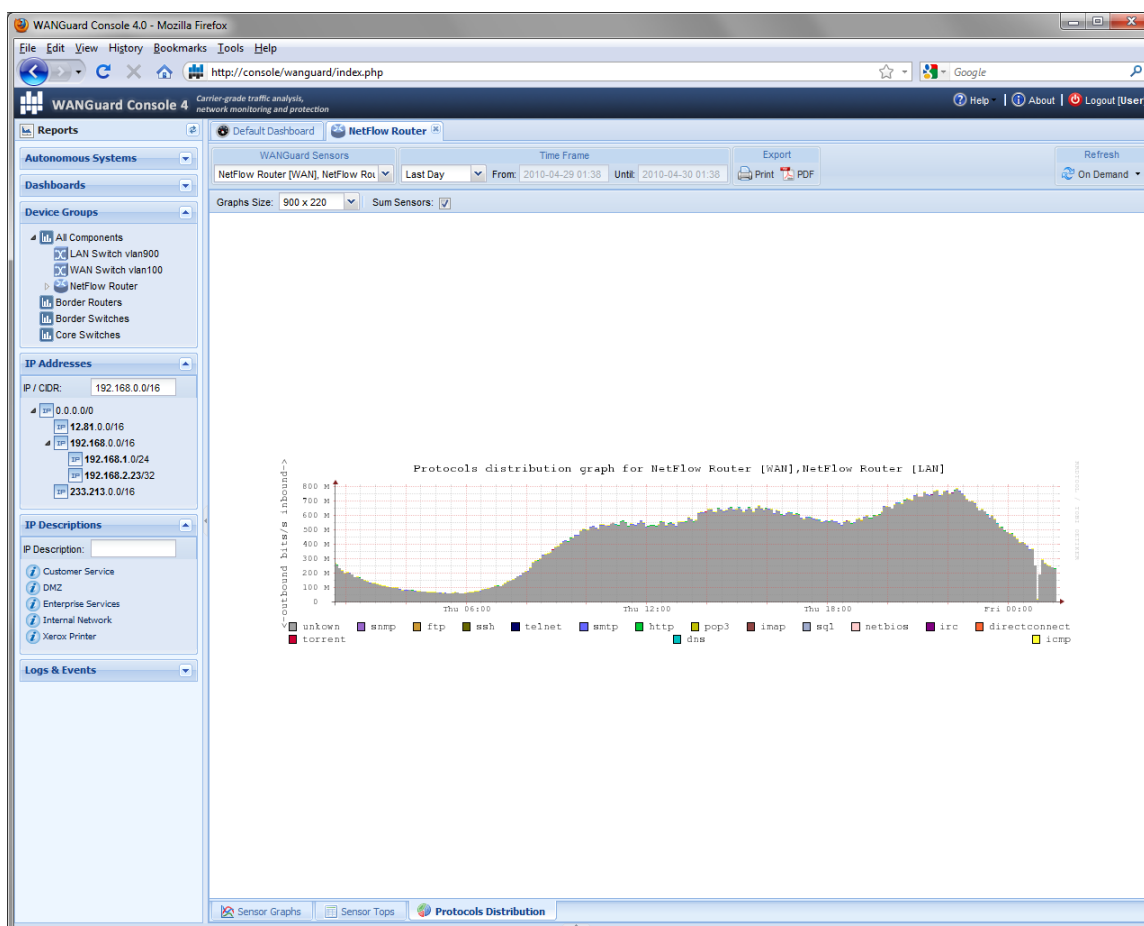 WANGuard Console 4.0 - Mozilla Firefox
File Edit View History Bookmarks Tools Help
http://console/wanguard/index.php
Google
WANGuard Console 4 Carrier-grade traffic analysis, network monitoring and protection
Help | About | Logout [User
Reports
Default Dashboard NetFlow Router
Autonomous Systems
Dashboards
Device Groups
All Components
LAN Switch vlan900
WAN Switch vlan100
NetFlow Router
Border Routers
Border Switches
Core Switches
IP Addresses
IP / CIDR: 192.168.0.0/16
IP 0.0.0.0/0
IP 12.81.0.0/16
IP 192.168.0.0/16
IP 192.168.1.0/24
IP 192.168.2.23/32
IP 233.213.0.0/16
IP Descriptions
IP Description:
Customer Service
DMZ
Enterprise Services
Internal Network
Xerox Printer
Logs & Events
WANGuard Sensors Time Frame Export Refresh
NetFlow Router [WAN], NetFlow Rou Last Day From: 2010-04-29 01:38 Until: 2010-04-30 01:38 Print PDF On Demand
Graphs Size: 900 x 220 Sum Sensors:
Protocols distribution graph for NetFlow Router [WAN],NetFlow Router [LAN]
<-outbound bits/s inbound->
800 M
700 M
600 M
500 M
400 M
300 M
200 M
100 M
0
Thu 06:00 Thu 12:00 Thu 18:00 Fri 00:00
unkown snmp ftp ssh telnet smtp http pop3 imap sql netbios irc directconnect
torrent dns icmp
Sensor Graphs Sensor Tops Protocols Distribution